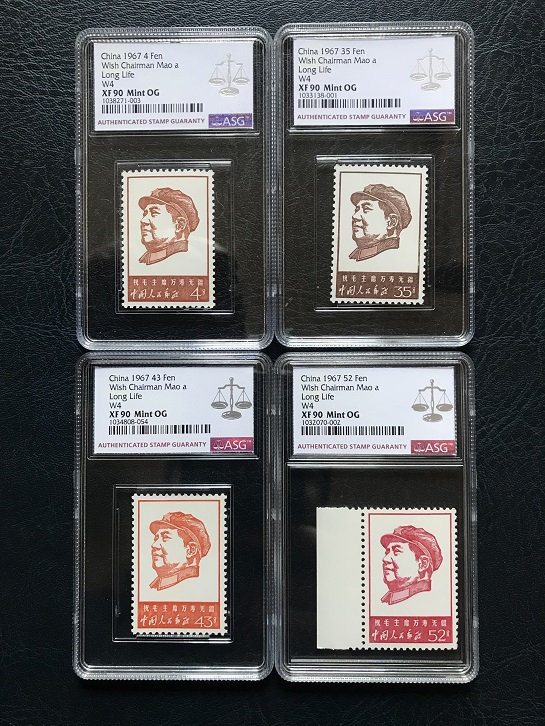 China 1967 4 Fen
Wish Chairman Mao a
Long Life
W4
XF 90 Mint OG
1038271-003
AUTHENTICATED STAMP GUARANTY
ASG
祝毛主席万寿无疆
中国人民邮政
4分
China 1967 35 Fen
Wish Chairman Mao a
Long Life
W4
XF 90 Mint OG
1033138-001
AUTHENTICATED STAMP GUARANTY
ASG
祝毛主席万寿无疆
中国人民邮政
35分
China 1967 43 Fen
Wish Chairman Mao a
Long Life
W4
XF 90 Mint OG
1034808-054
AUTHENTICATED STAMP GUARANTY
ASG™
祝毛主席万寿无疆
中国人民邮政
43分
China 1967 52 Fen
Wish Chairman Mao a
Long Life
W4
XF 90 Mint OG
1032070-002
AUTHENTICATED STAMP GUARANTY
ASG™
祝毛主席万寿无疆
中国人民邮政
52分